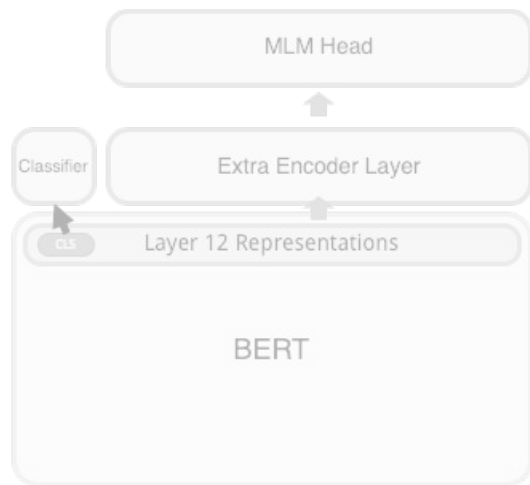 MLM Head
Classifier
Extra Encoder Layer
CLS
Layer 12 Representations
BERT